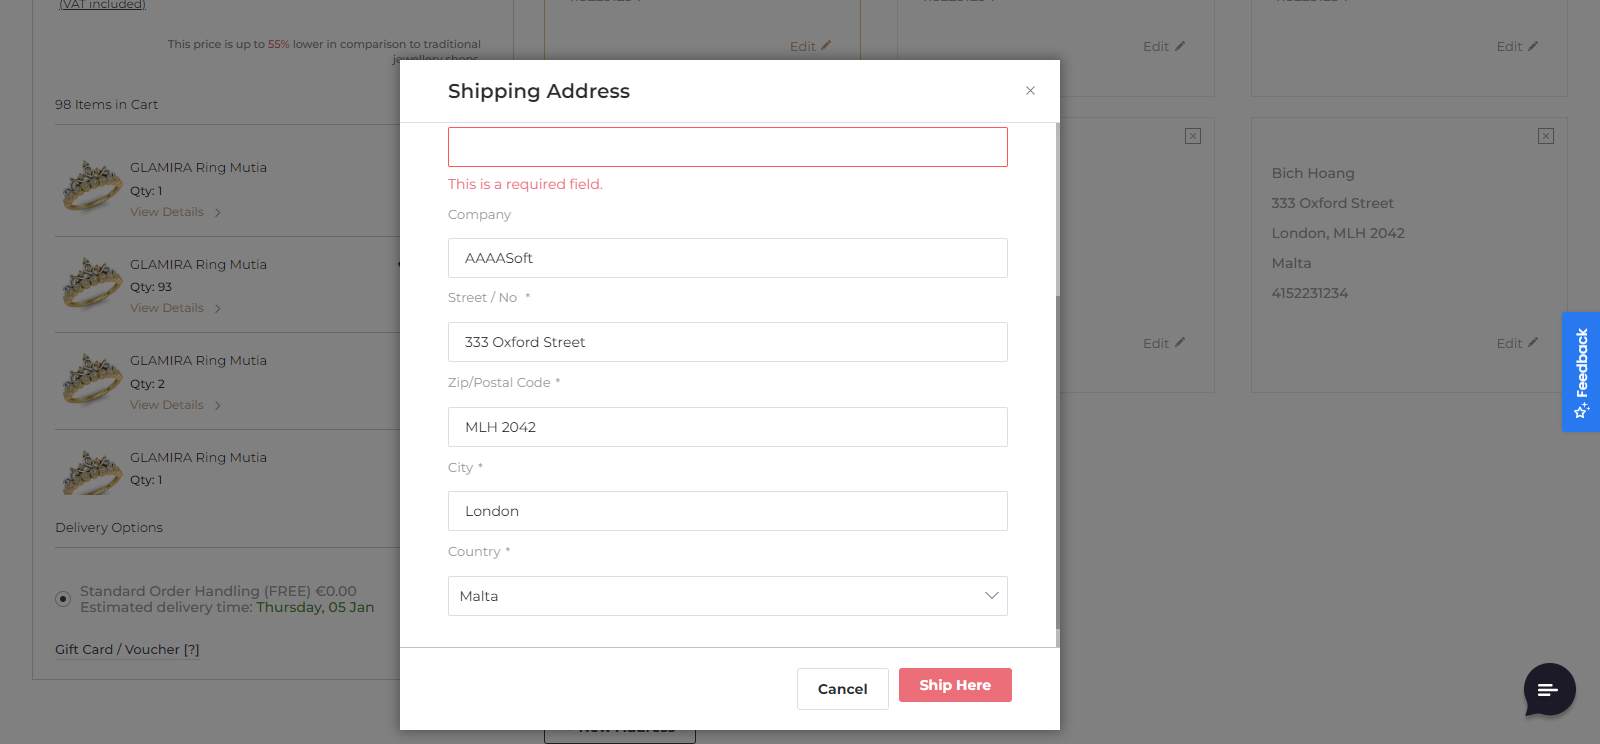 (VAT included)
This price is up to 55% lower in comparison to traditional
jewellery shops.
98 Items in Cart
GLAMIRA Ring Mutia
Qty: 1
View Details
GLAMIRA Ring Mutia
Qty: 93
View Details
GLAMIRA Ring Mutia
Qty: 2
View Details
GLAMIRA Ring Mutia
Qty: 1
Delivery Options
Standard Order Handling (FREE) €0.00
Estimated delivery time: Thursday, 05 Jan
Gift Card / Voucher [?]
Edit
Edit
Edit
Shipping Address
This is a required field.
Company
AAAASoft
Street / No *
333 Oxford Street
Zip/Postal Code *
MLH 2042
City *
London
Country *
Malta
Cancel
Ship Here
New Address
Edit
Bich Hoang
333 Oxford Street
London, MLH 2042
Malta
4152231234
Edit
Feedback